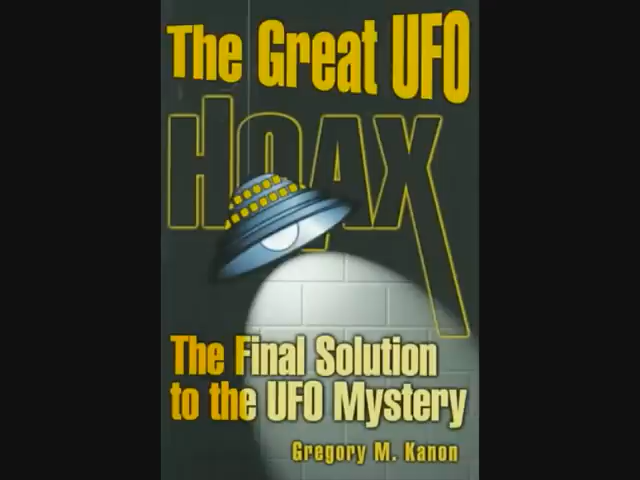 The Great UFO
HOAX
The Final Solution
to the UFO Mystery
Gregory M. Kanon